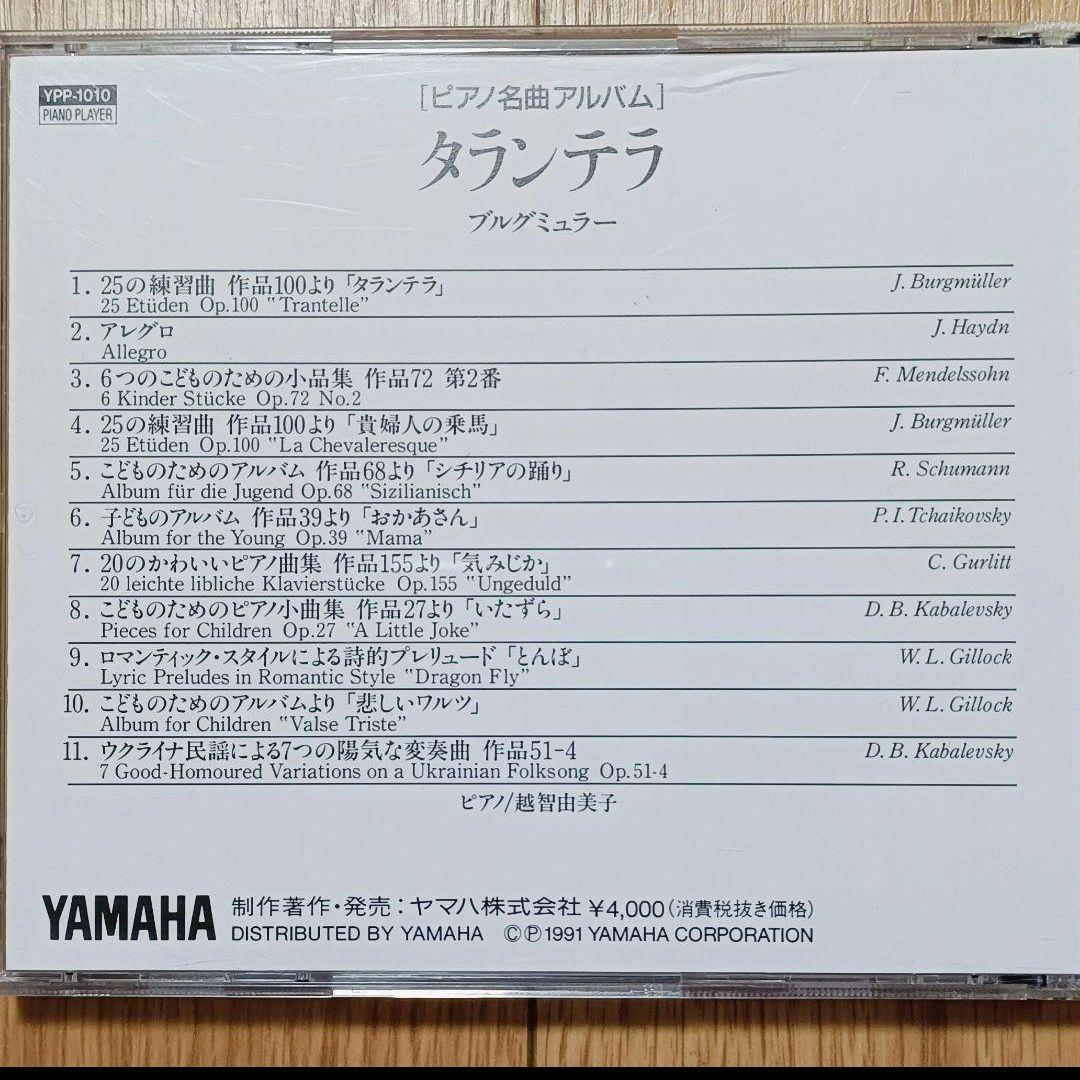 YPP-1010
PIANO PLAYER
[ピアノ名曲アルバム]
タランテラ
ブルグミュラー
1. 25の練習曲 作品100より「タランテラ」 J. Burgmüller
25 Etüden Op.100 "Trantelle"
2. アレグロ J. Haydn
Allegro
3. 6つのこどものための小品集 作品72 第2番 F. Mendelssohn
6 Kinder Stücke Op.72 No.2
4. 25の練習曲 作品100より「貴婦人の乗馬」 J. Burgmüller
25 Etüden Op.100 "La Chevaleresque"
5. こどものためのアルバム 作品68より「シチリアの踊り」 R. Schumann
Album für die Jugend Op.68 "Sizilianisch"
6. 子どものアルバム 作品39より「おかあさん」 P. I. Tchaikovsky
Album for the Young Op.39 "Mama"
7. 20のかわいいピアノ曲集 作品155より「気みじか」 C. Gurlitt
20 leichte libliche Klavierstücke Op.155 "Ungeduld"
8. こどものためのピアノ小曲集 作品27より「いたずら」 D. B. Kabalevsky
Pieces for Children Op.27 "A Little Joke"
9. ロマンティック・スタイルによる詩的プレリュード「とんぼ」 W. L. Gillock
Lyric Preludes in Romantic Style "Dragon Fly"
10. こどものためのアルバムより「悲しいワルツ」 W. L. Gillock
Album for Children "Valse Triste"
11. ウクライナ民謡による7つの陽気な変奏曲 作品51-4 D. B. Kabalevsky
7 Good-Homoured Variations on a Ukrainian Folksong Op.51-4
ピアノ/越智由美子
YAMAHA 制作著作・発売:ヤマハ株式会社 ¥4,000(消費税抜き価格)
DISTRIBUTED BY YAMAHA ©℗1991 YAMAHA CORPORATION